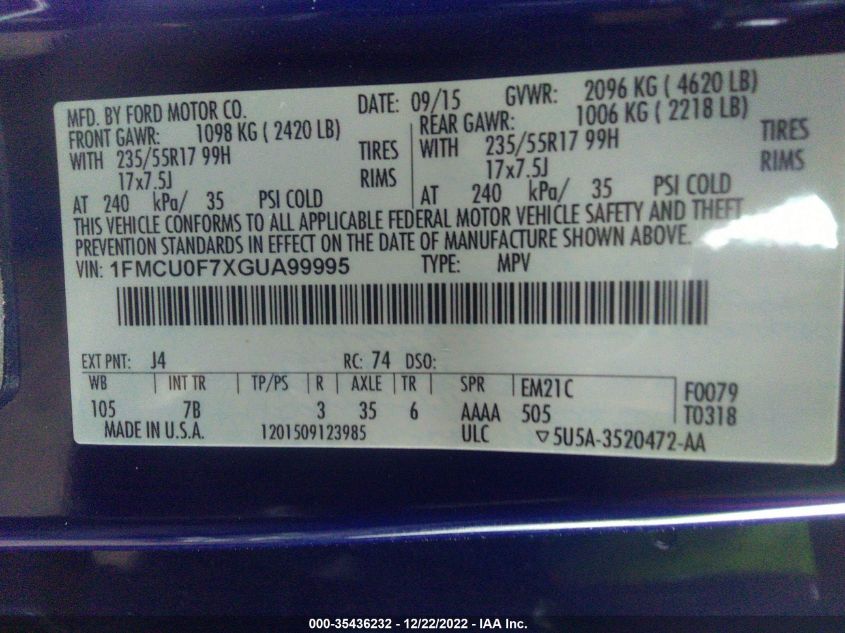 MFD. BY FORD MOTOR CO. DATE: 09/15 GVWR: 2096 KG ( 4620 LB)
FRONT GAWR: 1098 KG ( 2420 LB) REAR GAWR: 1006 KG ( 2218 LB)
WITH 235/55R17 99H TIRES WITH 235/55R17 99H TIRES
17x7.5J RIMS 17x7.5J RIMS
AT 240 kPa/ 35 PSI COLD AT 240 kPa/ 35 PSI COLD
THIS VEHICLE CONFORMS TO ALL APPLICABLE FEDERAL MOTOR VEHICLE SAFETY AND THEFT
PREVENTION STANDARDS IN EFFECT ON THE DATE OF MANUFACTURE SHOWN ABOVE.
VIN: 1FMCU0F7XGUA99995 TYPE: MPV
EXT PNT: J4 RC: 74 DSO:
WB INT TR TP/PS R AXLE TR SPR EM21C F0079
105 7B 3 35 6 AAAA 505 T0318
MADE IN U.S.A. 1201509123985 ULC ▽5U5A-3520472-AA
000-35436232 - 12/22/2022 - IAA Inc.